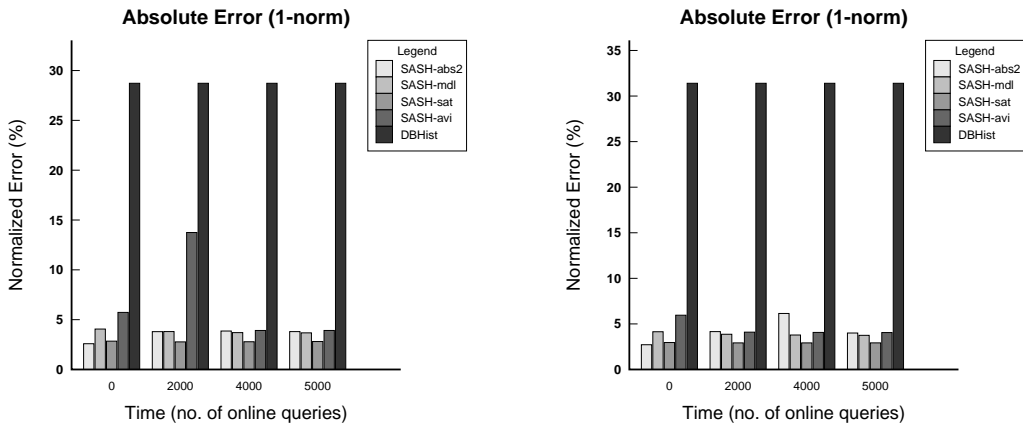 Absolute Error (1-norm)
Normalized Error (%)
30
25
20
15
10
5
0
0
2000
4000
5000
Time (no. of online queries)
Legend
SASH-abs2
SASH-mdl
SASH-sat
SASH-avi
DBHist
Absolute Error (1-norm)
Normalized Error (%)
35
30
25
20
15
10
5
0
0
2000
4000
5000
Time (no. of online queries)
Legend
SASH-abs2
SASH-mdl
SASH-sat
SASH-avi
DBHist